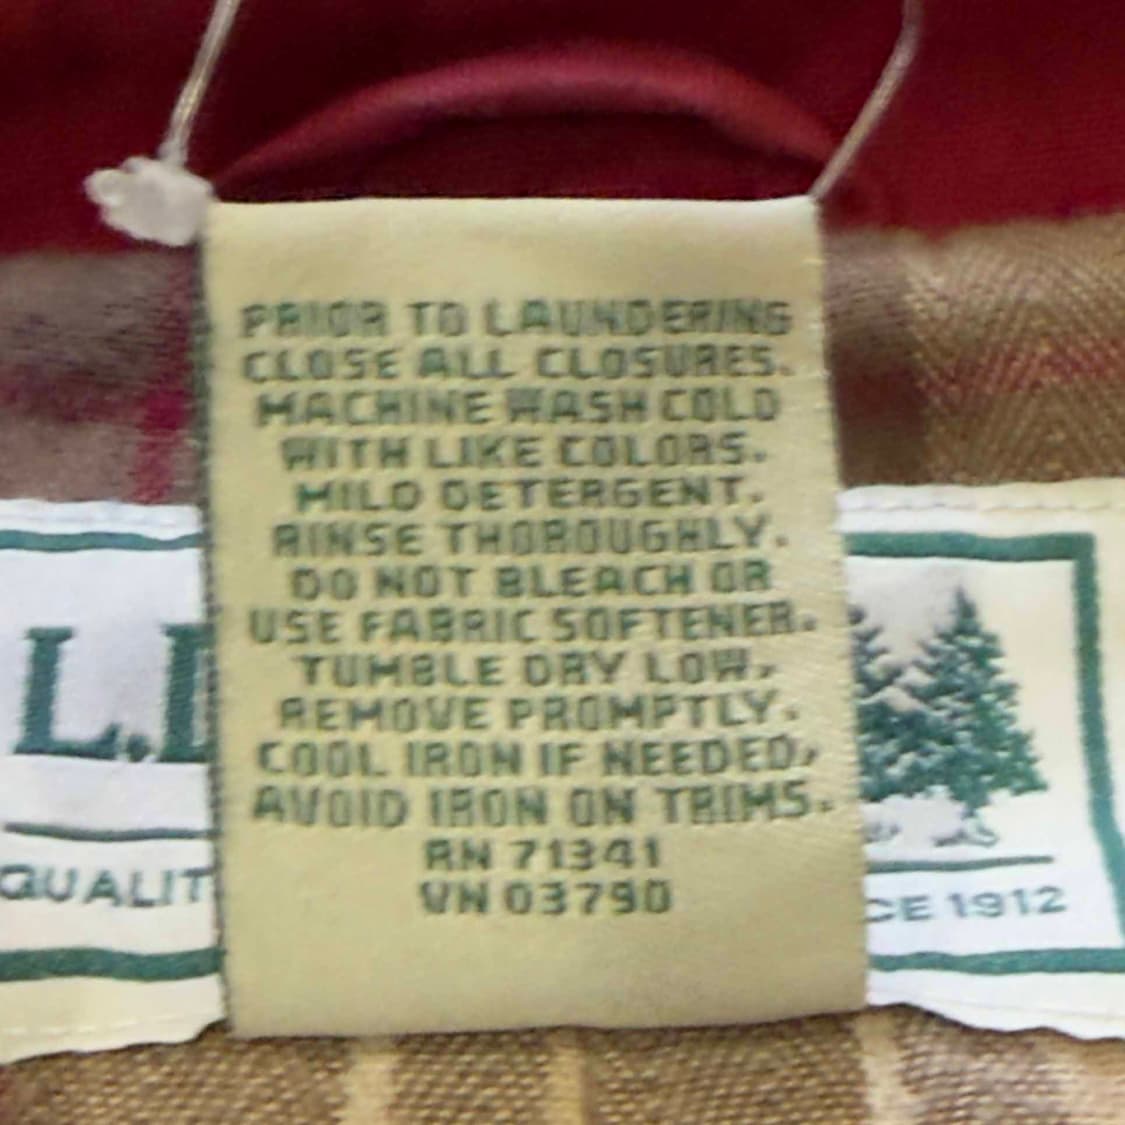 PRIOR TO LAUNDERING
CLOSE ALL CLOSURES.
MACHINE WASH COLD
WITH LIKE COLORS.
MILD DETERGENT.
RINSE THOROUGHLY.
DO NOT BLEACH OR
USE FABRIC SOFTENER.
TUMBLE DRY LOW,
REMOVE PROMPTLY.
COOL IRON IF NEEDED,
AVOID IRON ON TRIMS.
RN 71341
VN 03790
L.
QUALIT
CE 1912